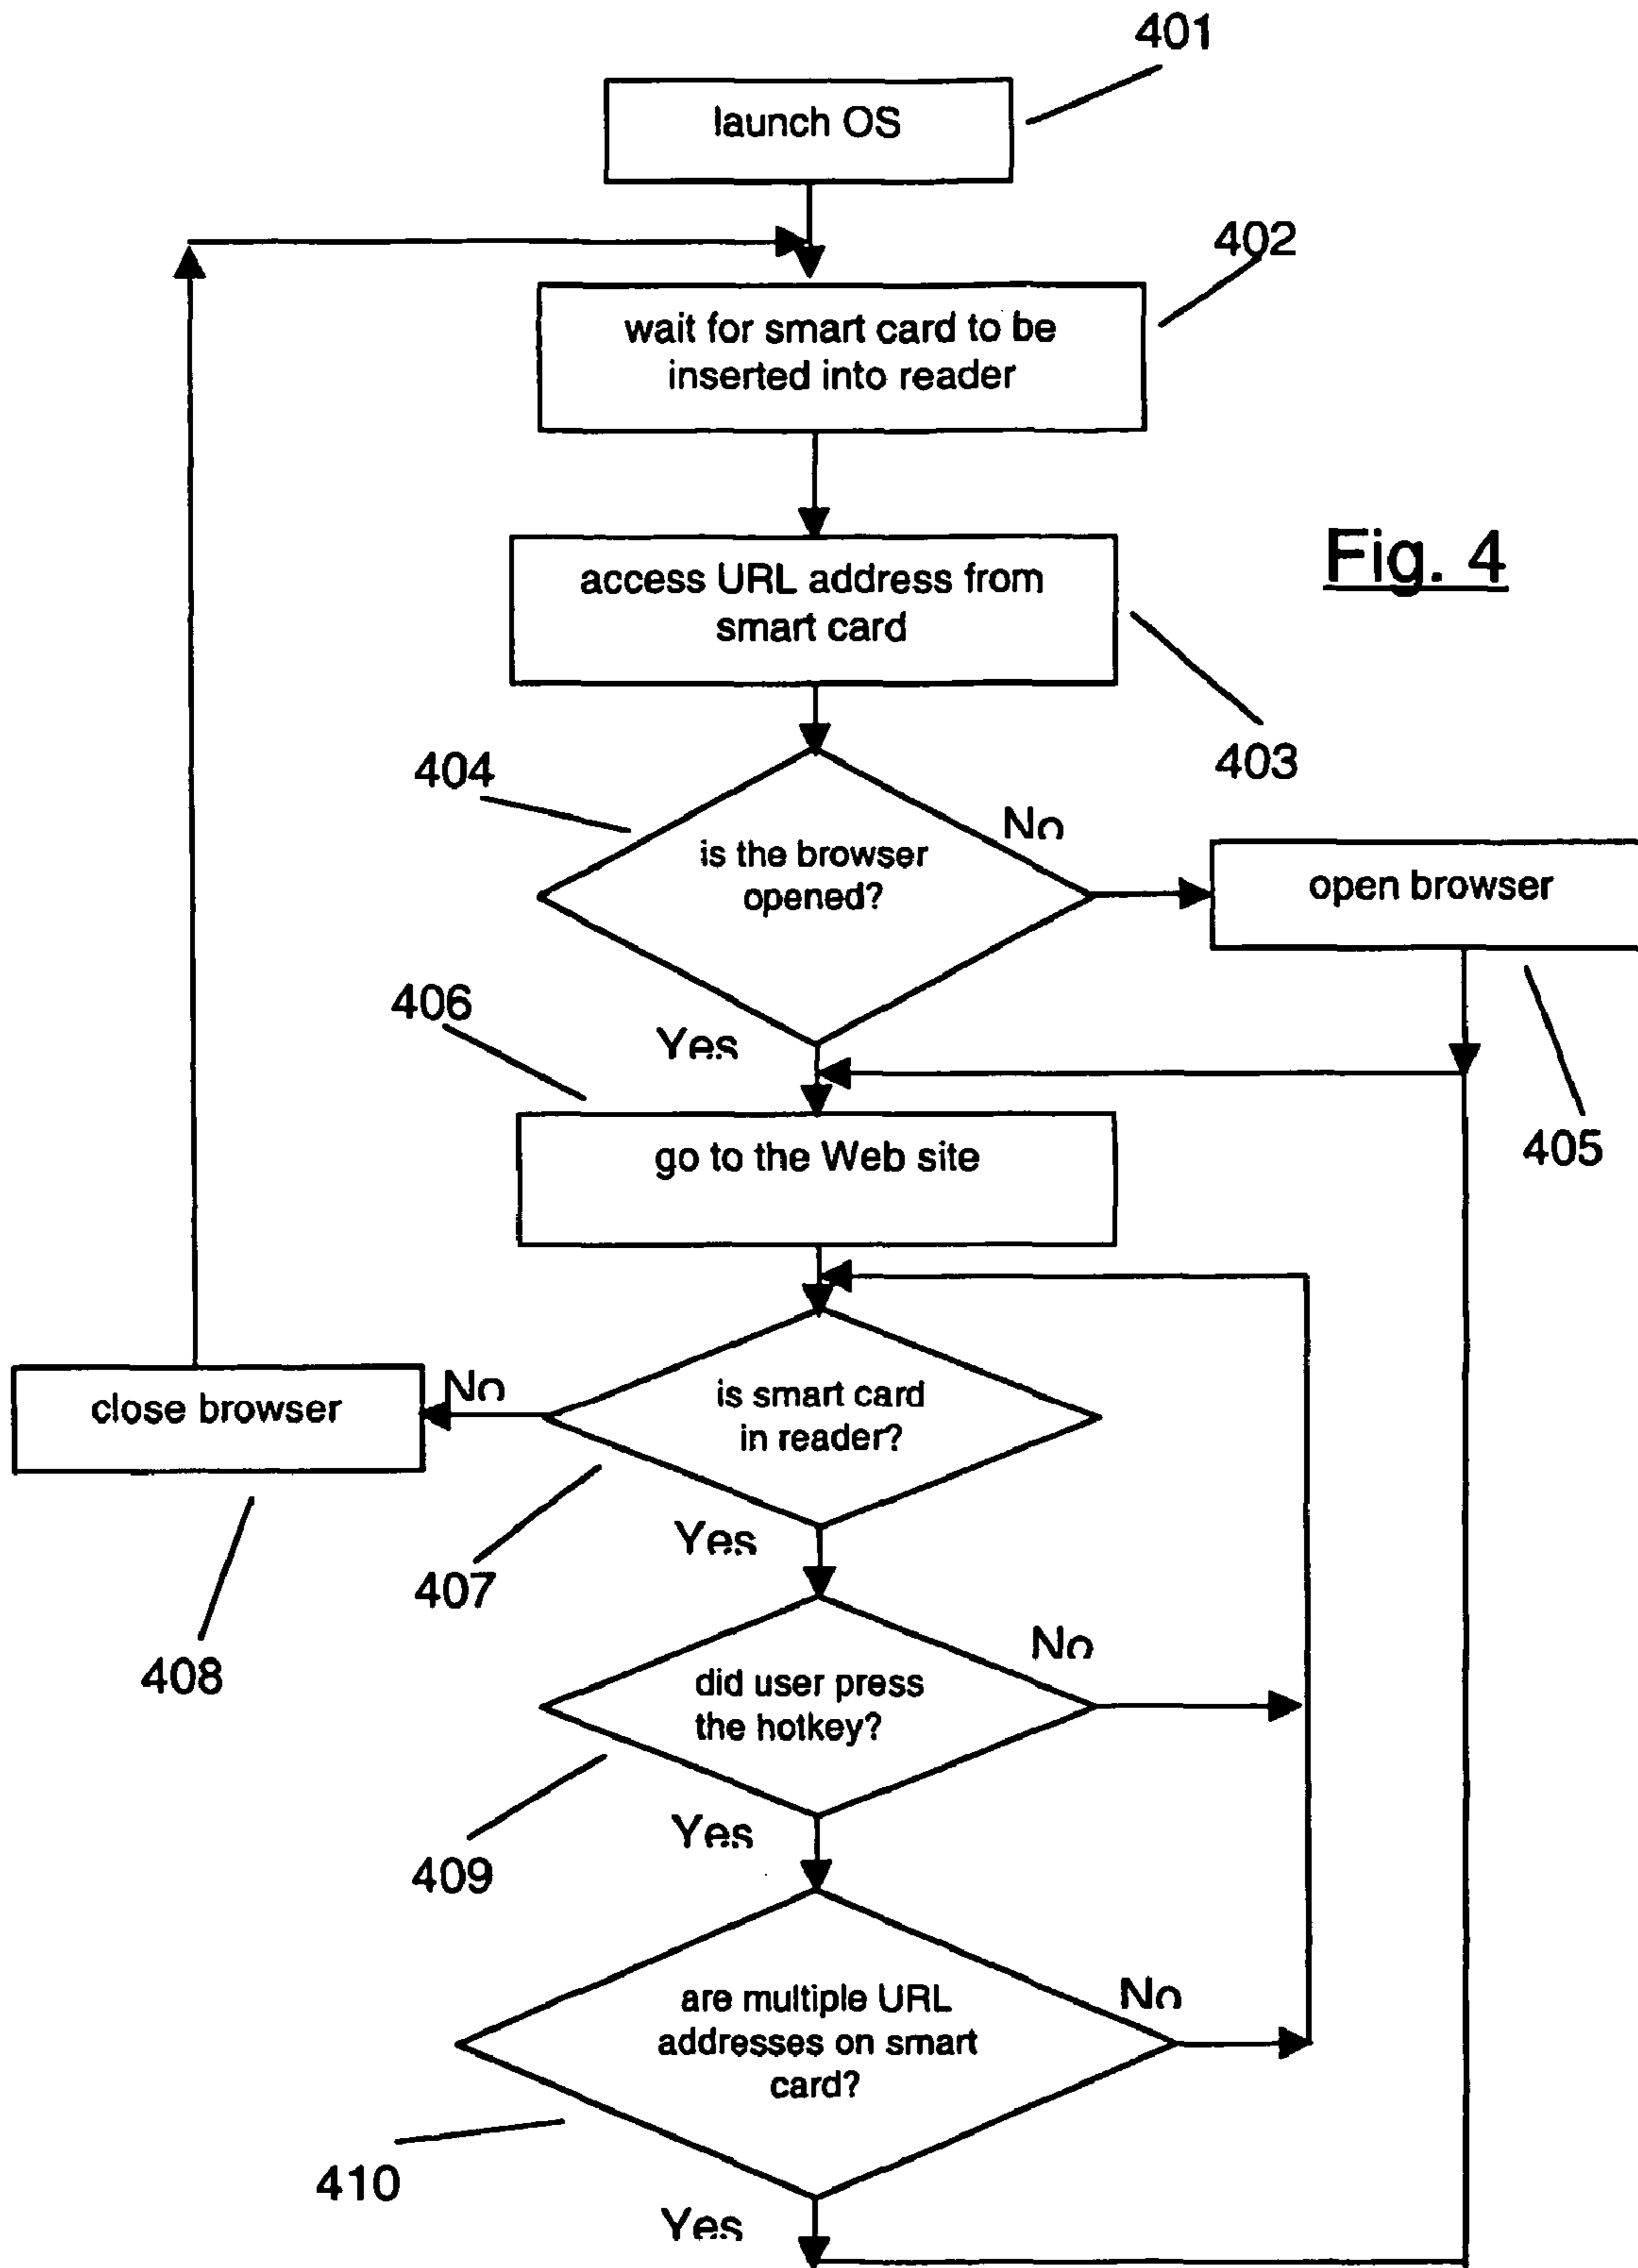 401
launch OS
402
wait for smart card to be
inserted into reader
access URL address from
smart card
Fig. 4
403
404
No
is the browser
opened?
open browser
406
Yes
405
go to the Web site
No
is smart card
in reader?
close browser
Yes
407
408
No
did user press
the hotkey?
Yes
409
No
are multiple URL
addresses on smart
card?
410
Yes